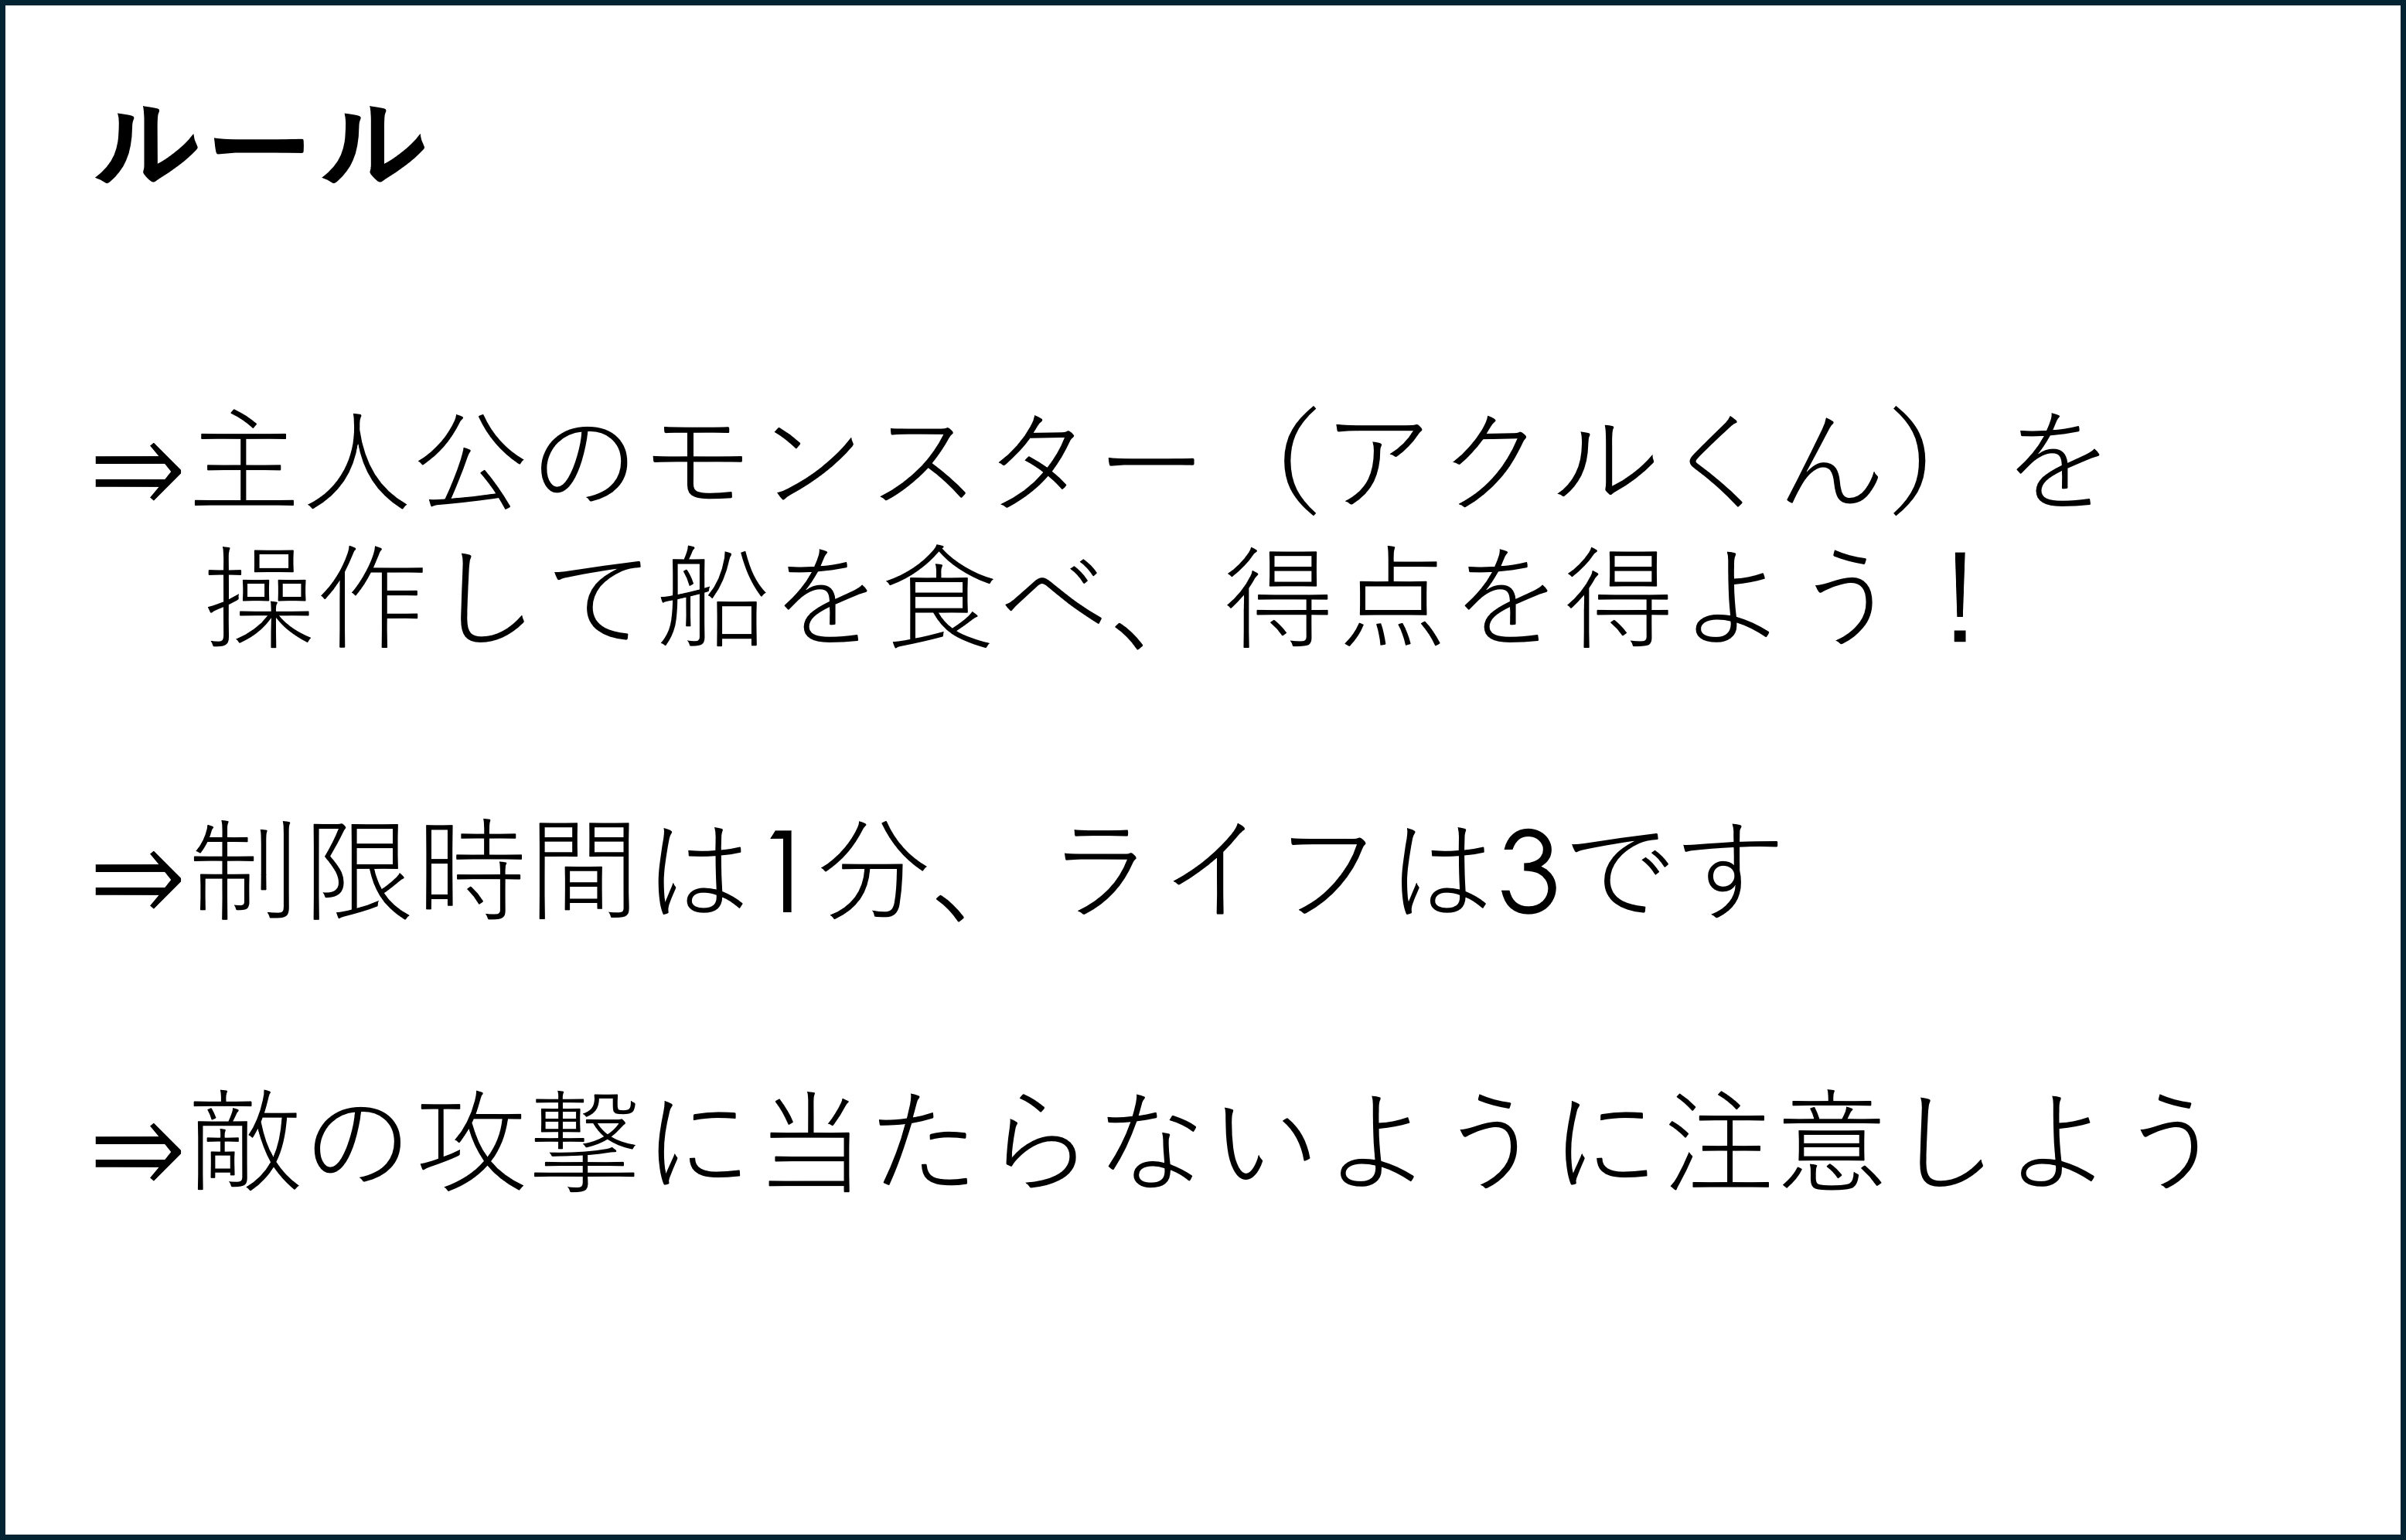 ルール
⇒主人公のモンスター（アクルくん）を
操作して船を食べ、得点を得よう！
⇒制限時間は1分、ライフは3です
⇒敵の攻撃に当たらないように注意しよう